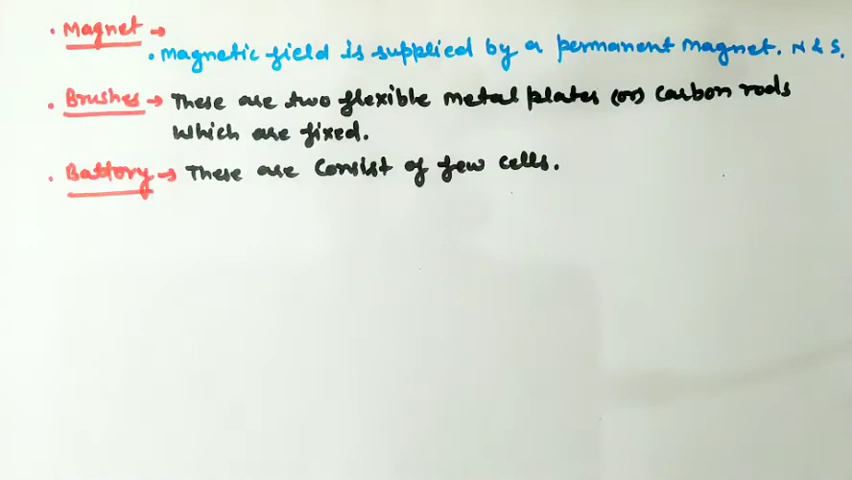 . Magnet →
. Magnetic field is supplied by a permanent magnet. N & S.
. Brushes → These are two flexible metal plates (or) carbon rods
Which are fixed.
. Battory → These are consist of few cells.